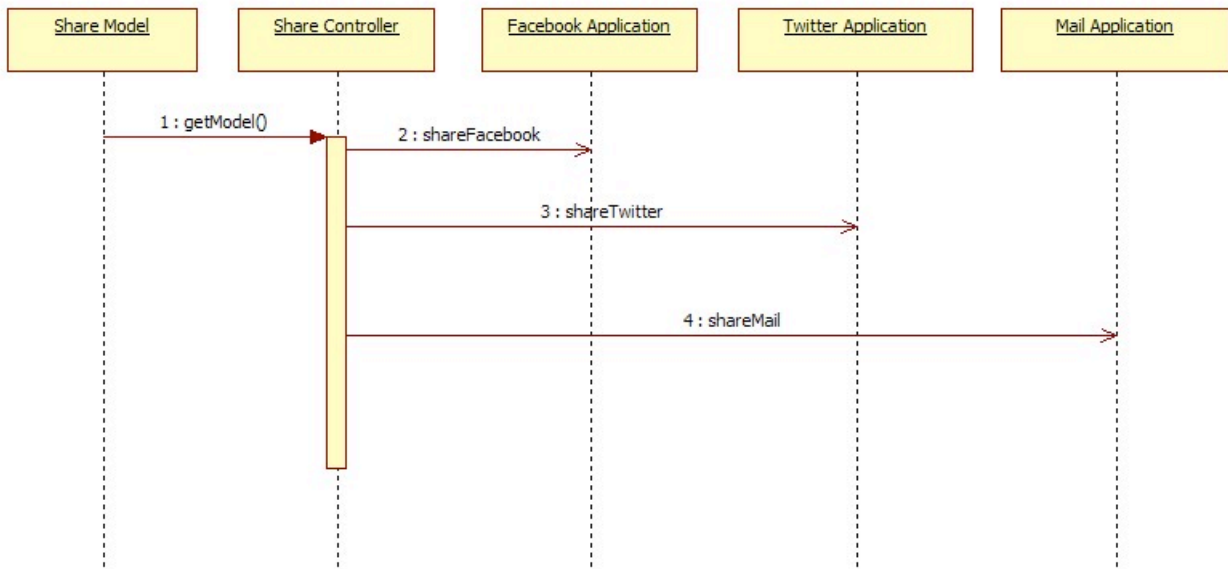 Share Model
Share Controller
Facebook Application
Twitter Application
Mail Application
1 : getModel()
2 : shareFacebook
3 : shareTwitter
4 : shareMail